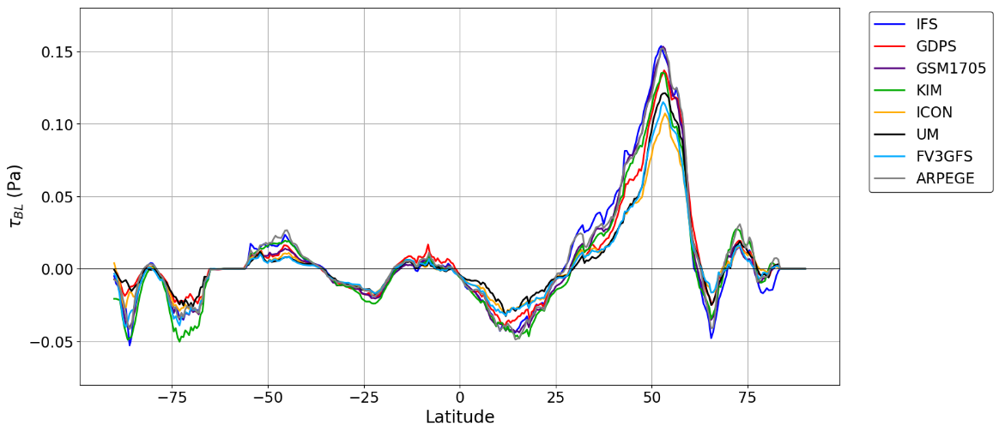 0.15
0.10
0.05
0.00
−0.05
−75
−50
−25
0
25
50
75
Latitude
τBL (Pa)
IFS
GDPS
GSM1705
KIM
ICON
UM
FV3GFS
ARPEGE